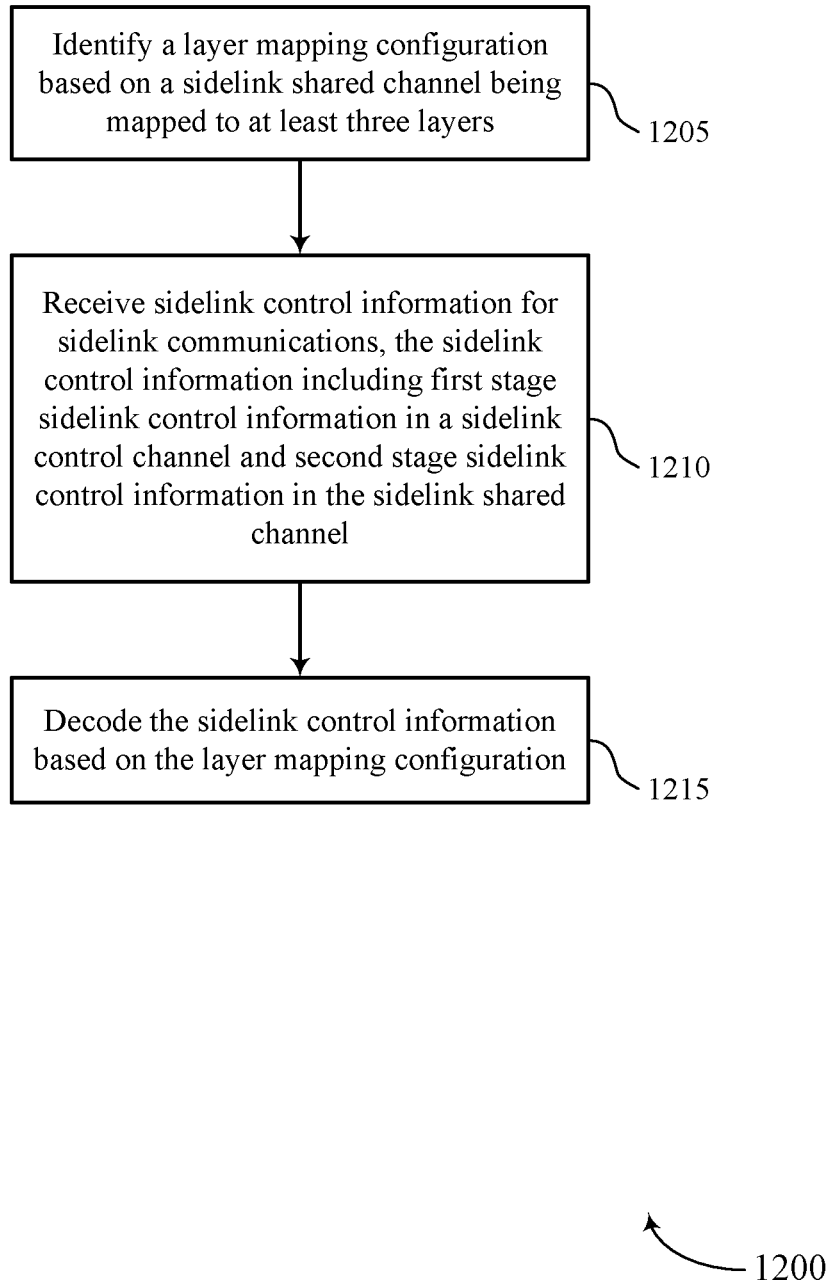 Identify a layer mapping configuration
based on a sidelink shared channel being
mapped to at least three layers
1205
Receive sidelink control information for
sidelink communications, the sidelink
control information including first stage
sidelink control information in a sidelink
control channel and second stage sidelink
control information in the sidelink shared
channel
1210
Decode the sidelink control information
based on the layer mapping configuration
1215
1200